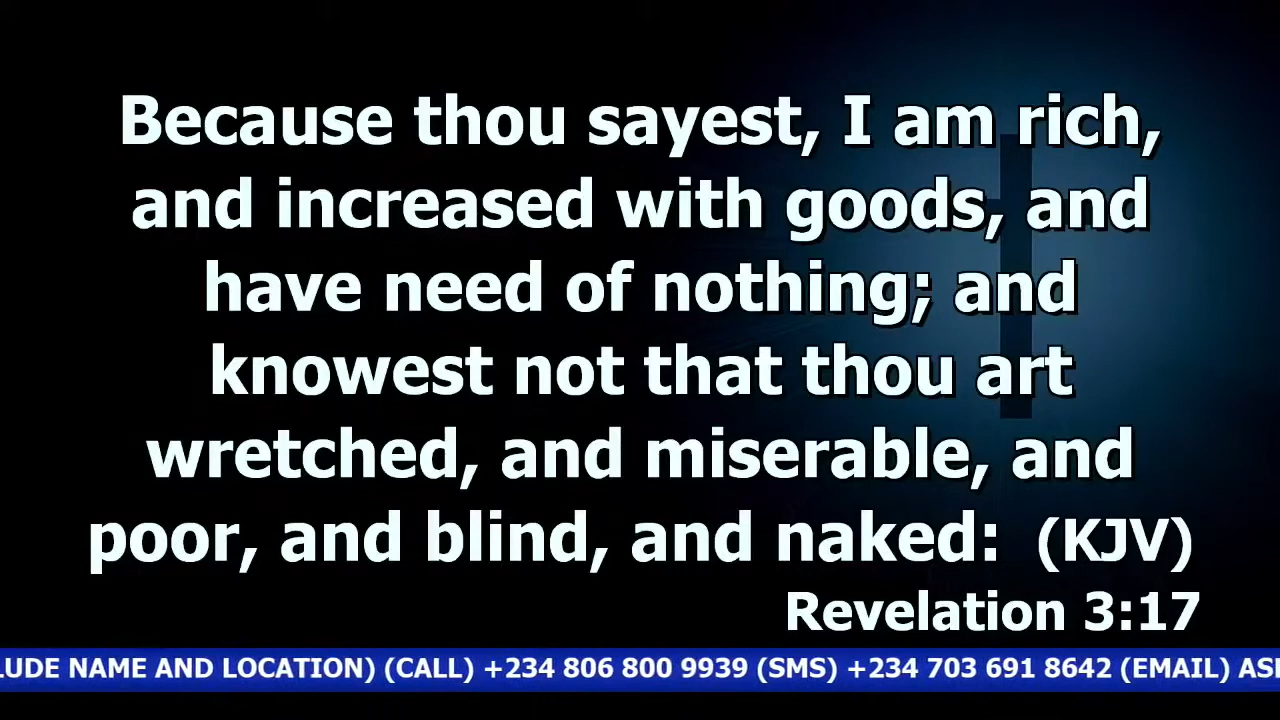 Because thou sayest, I am rich,
and increased with goods, and
have need of nothing; and
knowest not that thou art
wretched, and miserable, and
poor, and blind, and naked: (KJV)
Revelation 3:17
NAME AND LOCATION) (CALL) +234 806 800 9939 (SMS) +234 703 691 8642 (EMAIL)